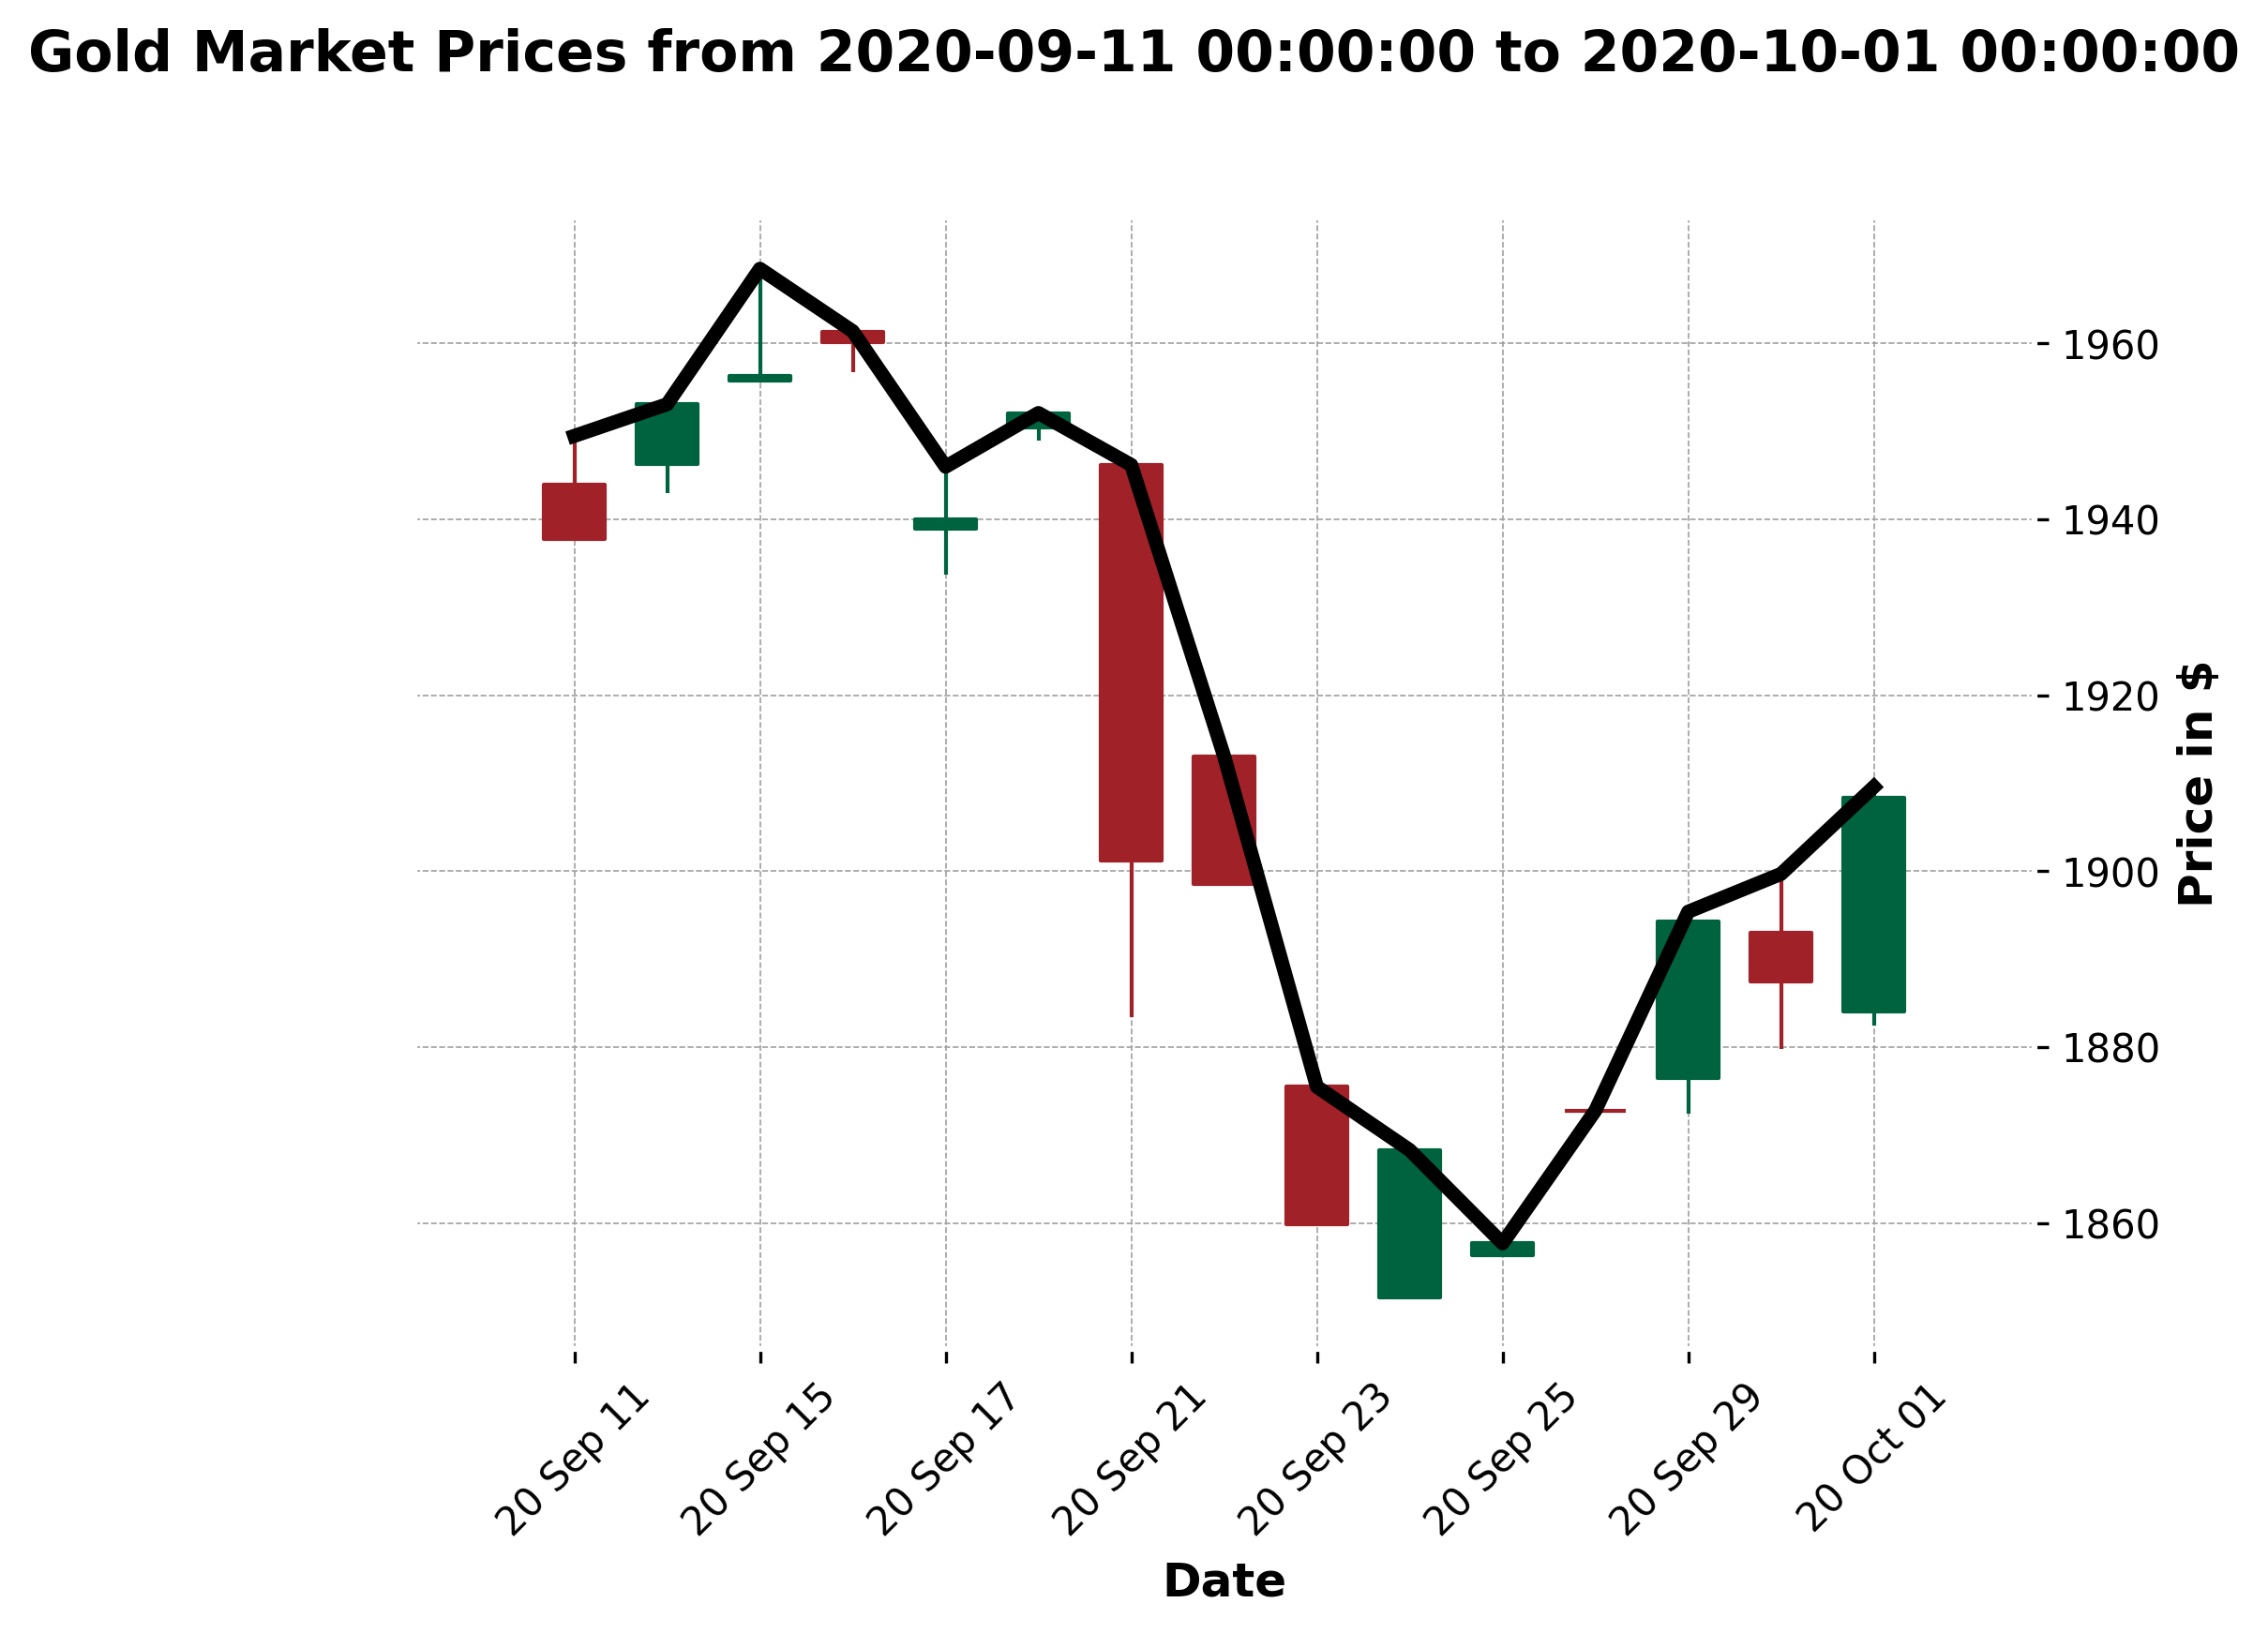 Gold Market Prices from 2020-09-11 00:00:00 to 2020-10-01 00:00:00
1960
1940
1920
1900
1880
1860
Price in $
20 Sep 11
20 Sep 15
20 Sep 17
20 Sep 21
20 Sep 23
20 Sep 25
20 Sep 29
20 Oct 01
Date